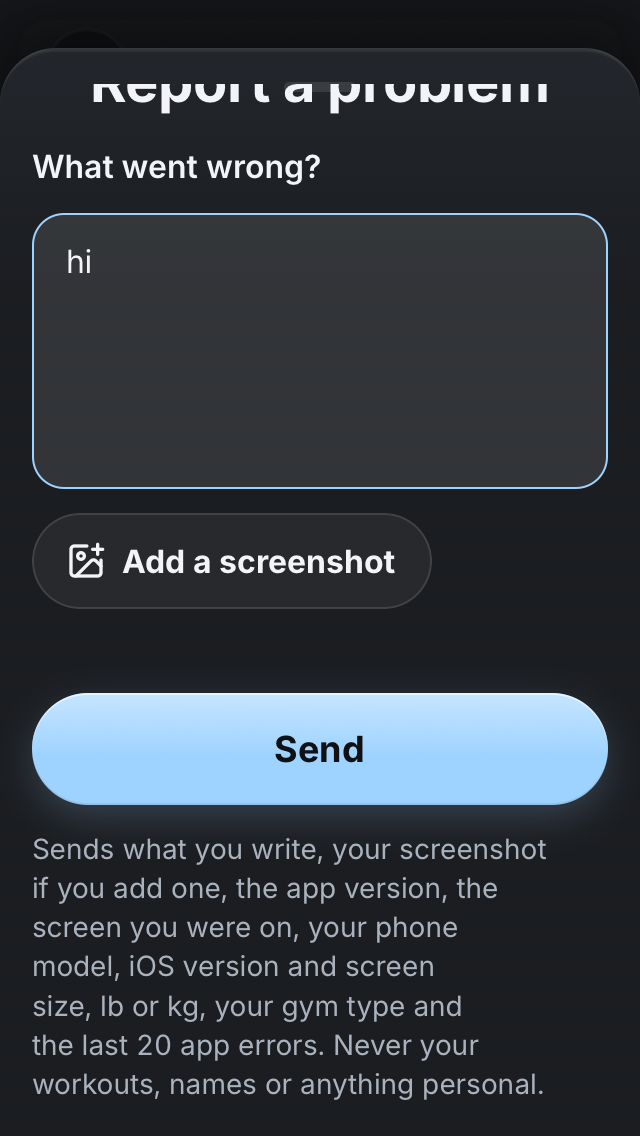 Report a problem
What went wrong?
hi
Add a screenshot
Send
Sends what you write, your screenshot
if you add one, the app version, the
screen you were on, your phone
model, iOS version and screen
size, lb or kg, your gym type and
the last 20 app errors. Never your
workouts, names or anything personal.